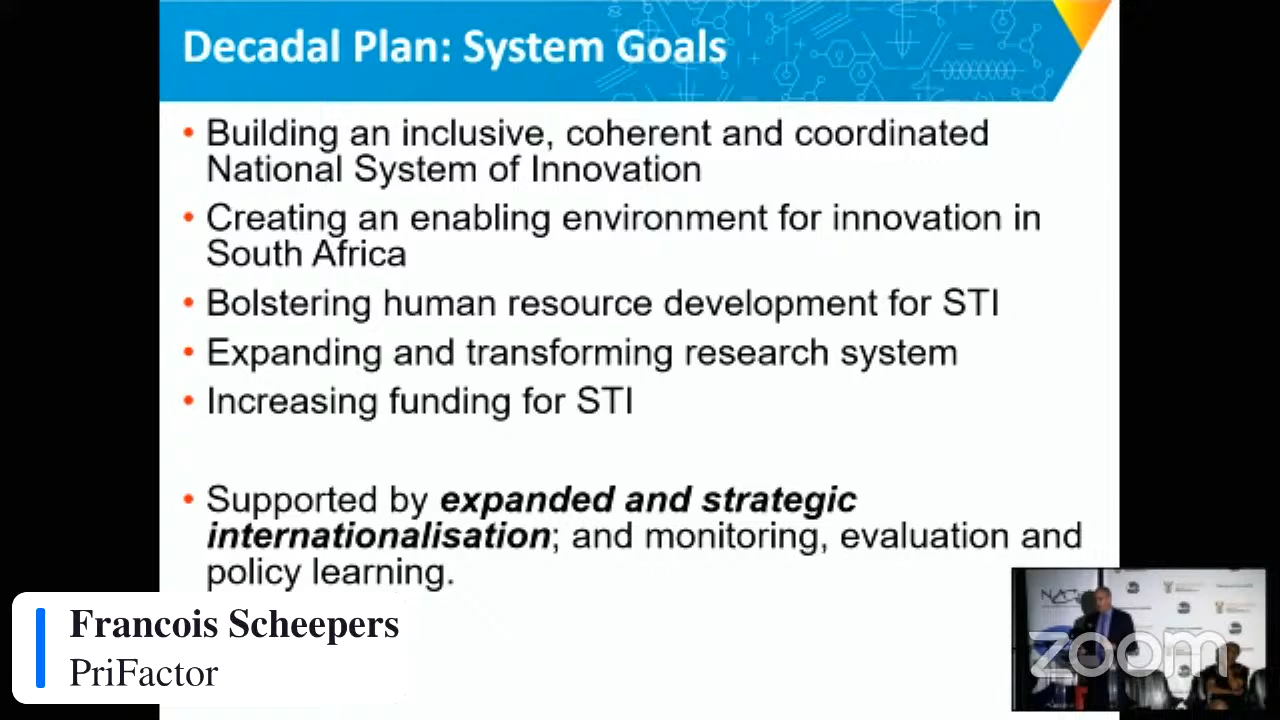 Decadal Plan: System Goals
• Building an inclusive, coherent and coordinated
National System of Innovation
• Creating an enabling environment for innovation in
South Africa
• Bolstering human resource development for STI
• Expanding and transforming research system
• Increasing funding for STI
• Supported by expanded and strategic
internationalisation; and monitoring, evaluation and
policy learning.
Francois Scheepers
PriFactor
zoom